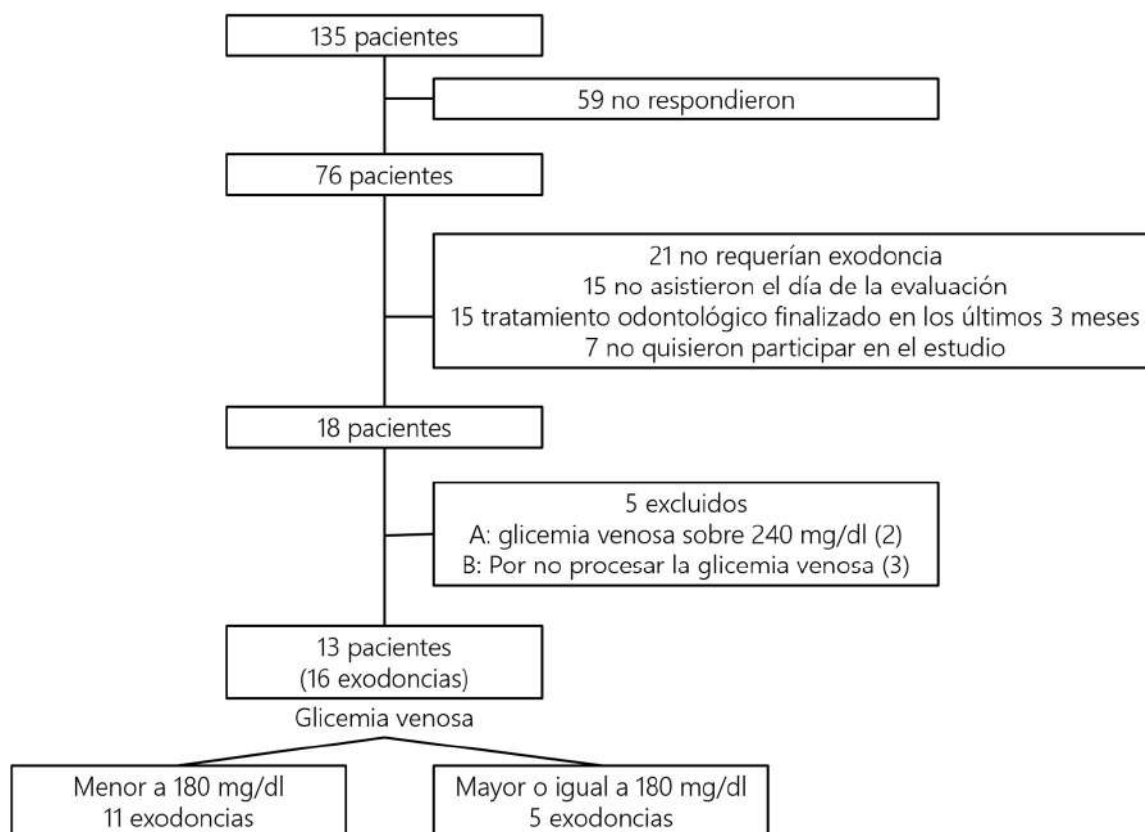 135 pacientes
59 no respondieron
76 pacientes
21 no requerían exodoncia
15 no asistieron el día de la evaluación
15 tratamiento odontológico finalizado en los últimos 3 meses
7 no quisieron participar en el estudio
18 pacientes
5 excluidos
A: glicemia venosa sobre 240 mg/dl (2)
B: Por no procesar la glicemia venosa (3)
13 pacientes
(16 exodoncias)
Glicemia venosa
Menor a 180 mg/dl
11 exodoncias
Mayor o igual a 180 mg/dl
5 exodoncias